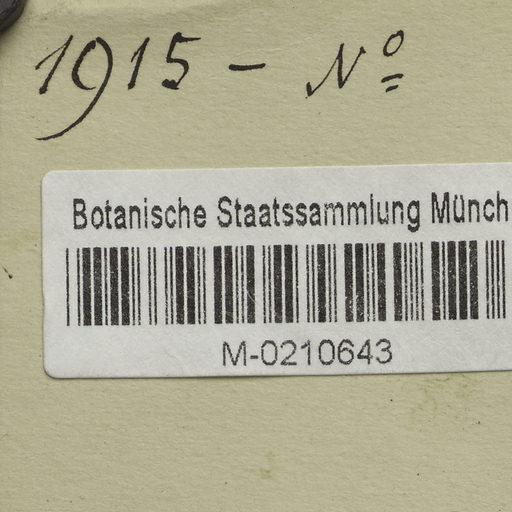 1915 - Nº
Botanische Staatssammlung Münch
M-0210643